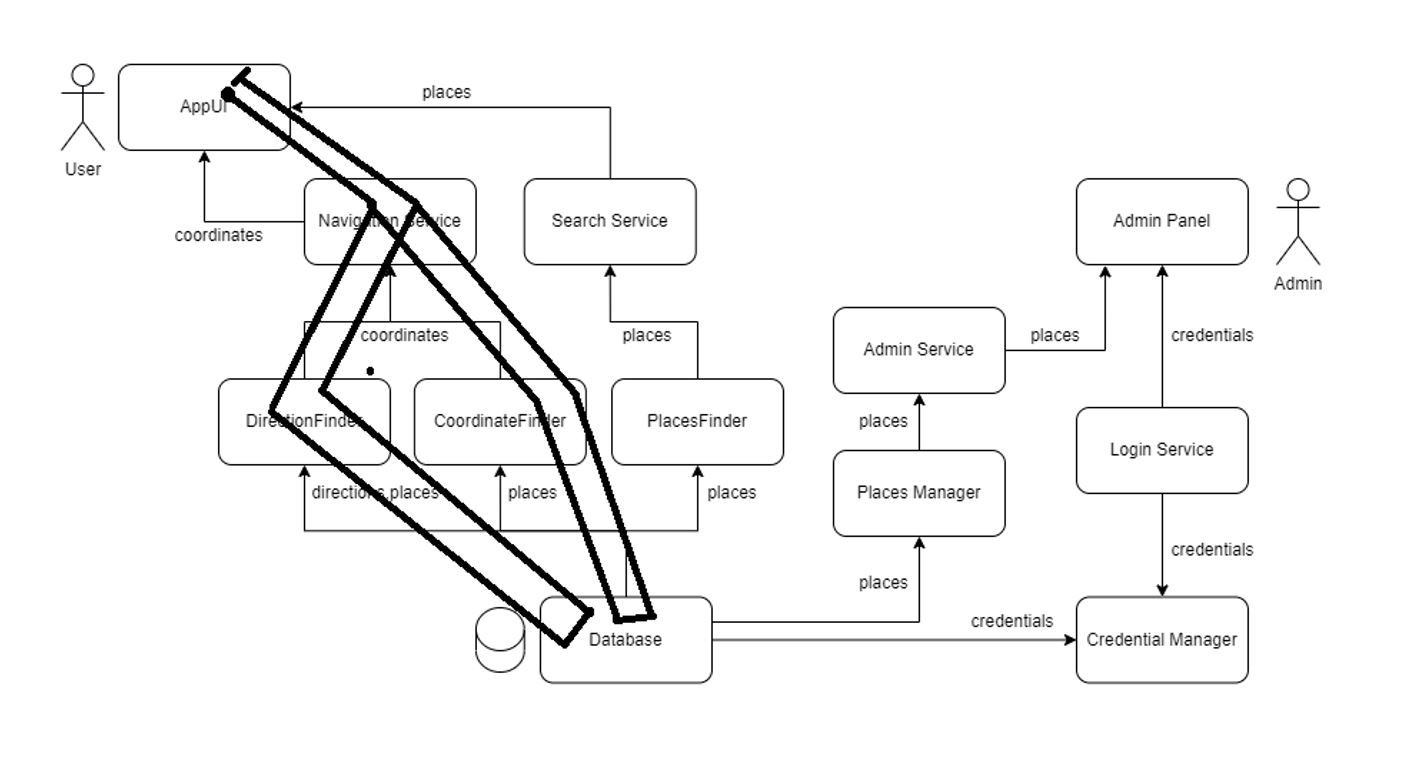 AppUI
User
places
coordinates
Navigation Service
Search Service
Admin Panel
Admin
coordinates
places
Admin Service
places
credentials
DirectionFinder
CoordinateFinder
PlacesFinder
places
Login Service
directions,places
places
places
Places Manager
credentials
places
Database
credentials
Credential Manager